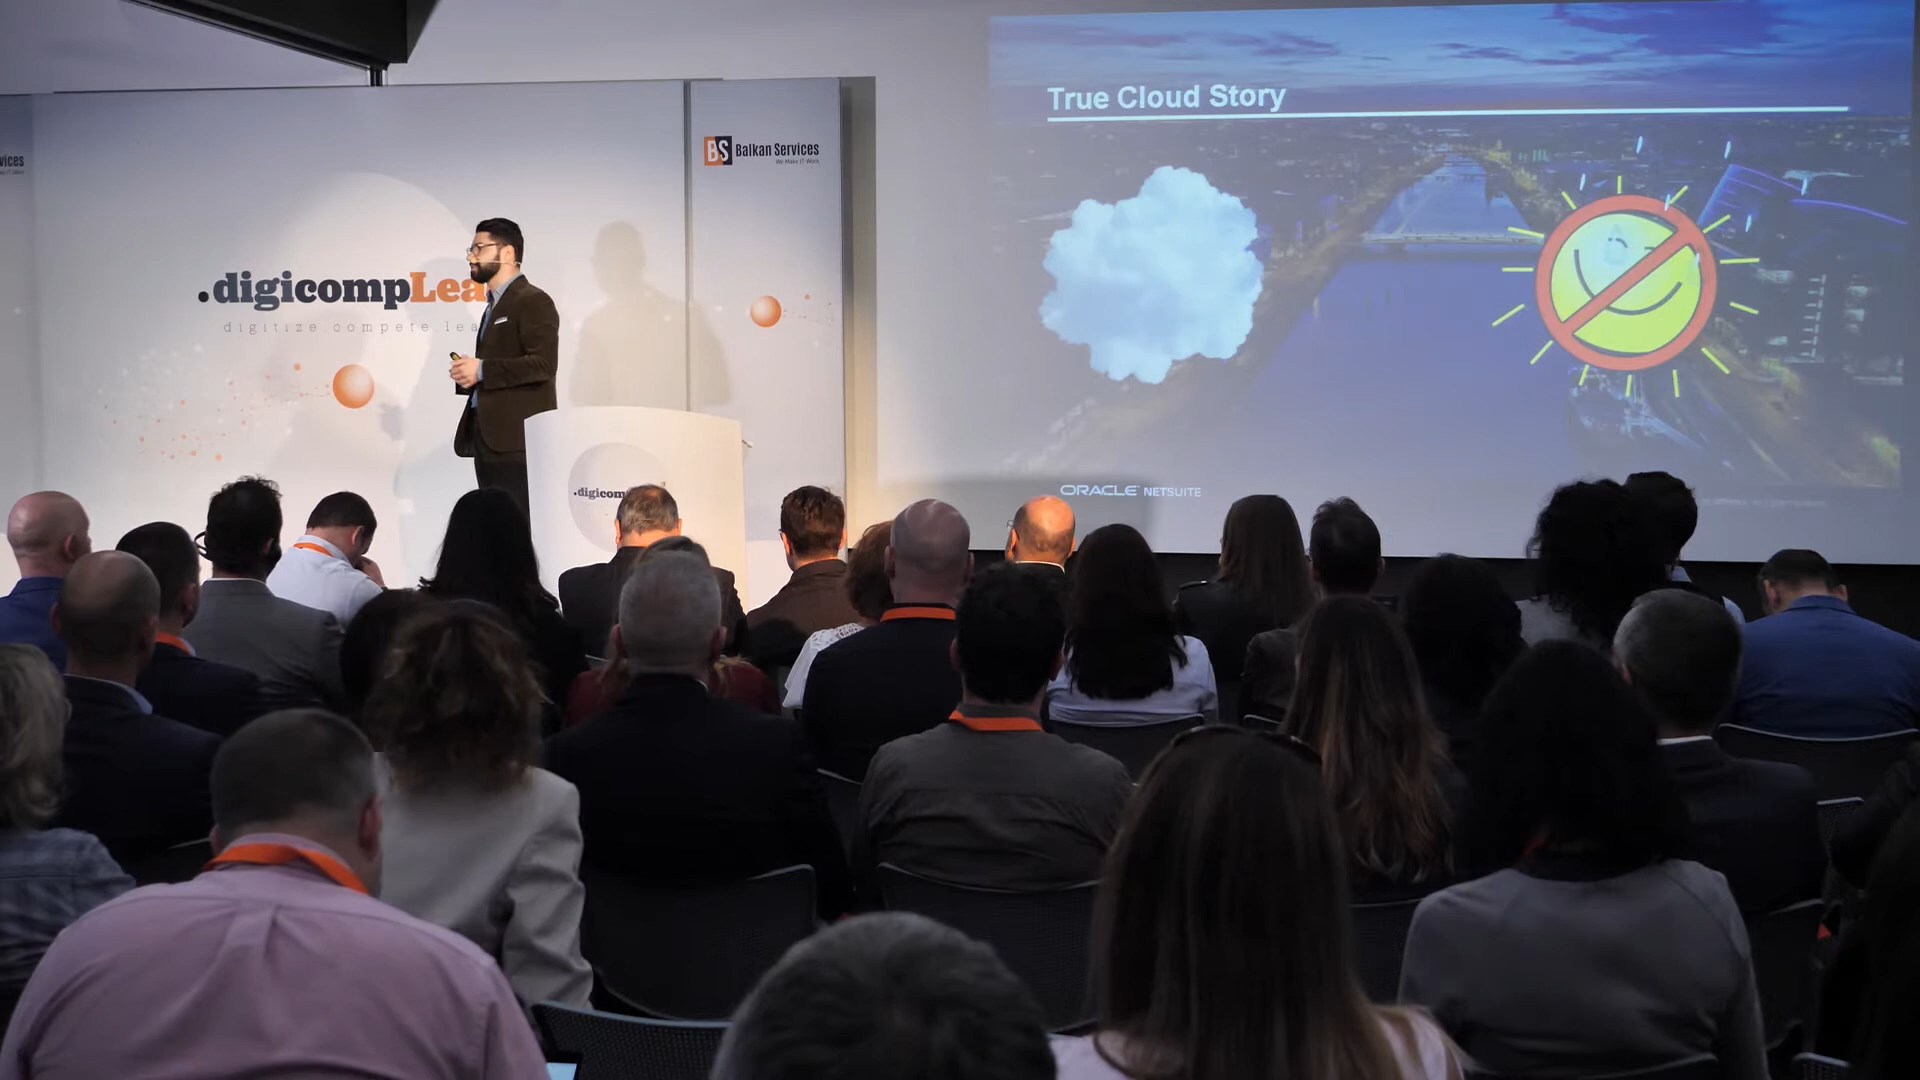 vices
BS Balkan Services
We Make IT Work
.digicompLea
digitize.compete.lea
True Cloud Story
.digicom
ORACLE NETSUITE